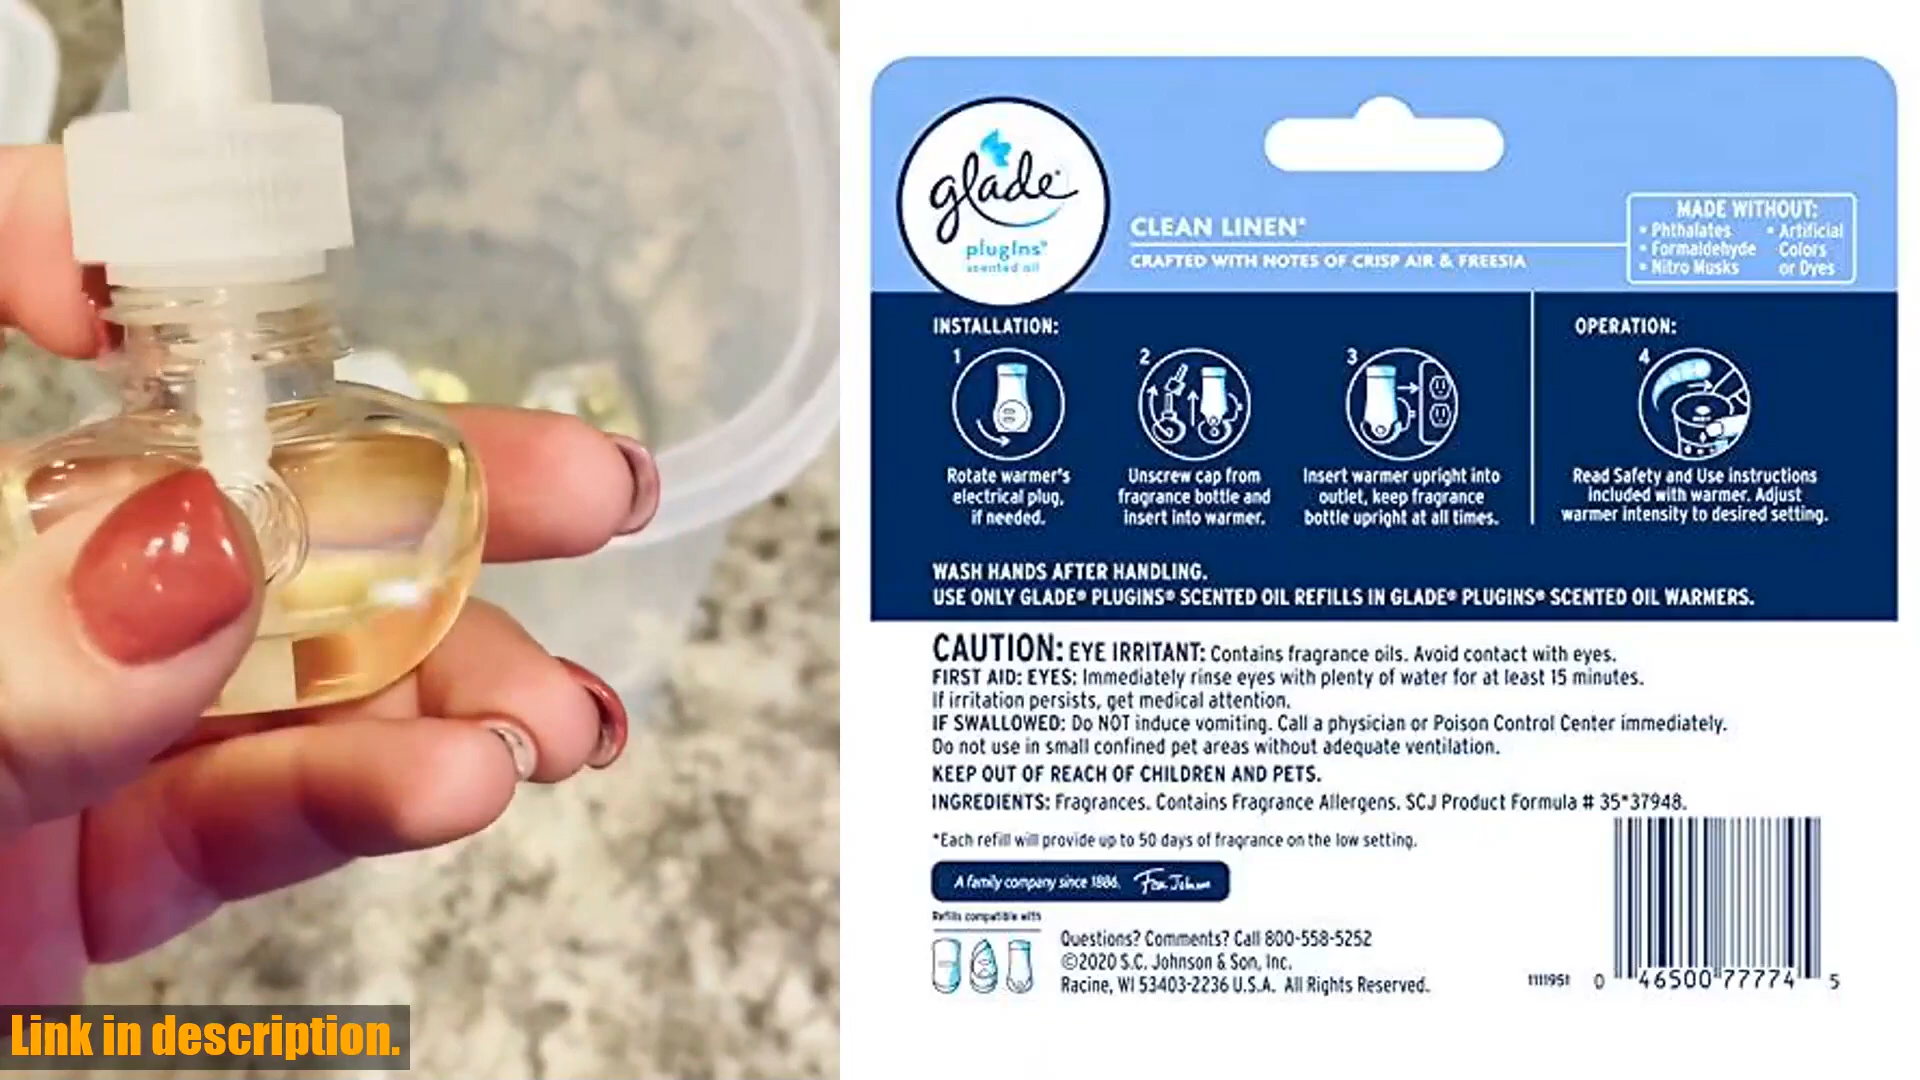 glade®
plugIns®
scented oil
CLEAN LINEN®
CRAFTED WITH NOTES OF CRISP AIR & FREESIA
MADE WITHOUT:
• Phthalates
• Formaldehyde
• Nitro Musks
• Artificial
Colors
or Dyes
INSTALLATION:
1
Rotate warmer's
electrical plug,
if needed.
2
Unscrew cap from
fragrance bottle and
insert into warmer.
3
Insert warmer upright into
outlet, keep fragrance
bottle upright at all times.
OPERATION:
4
Read Safety and Use instructions
included with warmer. Adjust
warmer intensity to desired setting.
WASH HANDS AFTER HANDLING.
USE ONLY GLADE® PLUGINS® SCENTED OIL REFILLS IN GLADE® PLUGINS® SCENTED OIL WARMERS.
CAUTION: EYE IRRITANT: Contains fragrance oils. Avoid contact with eyes.
FIRST AID: EYES: Immediately rinse eyes with plenty of water for at least 15 minutes.
If irritation persists, get medical attention.
IF SWALLOWED: Do NOT induce vomiting. Call a physician or Poison Control Center immediately.
Do not use in small confined pet areas without adequate ventilation.
KEEP OUT OF REACH OF CHILDREN AND PETS.
INGREDIENTS: Fragrances. Contains Fragrance Allergens. SCJ Product Formula # 35*37948.
*Each refill will provide up to 50 days of fragrance on the low setting.
A family company since 1886. Fisk Johnson
Refills compatible with
Questions? Comments? Call 800-558-5252
©2020 S.C. Johnson & Son, Inc.
Racine, WI 53403-2236 U.S.A. All Rights Reserved.
1111951
0 46500 77774 5
Link in description.